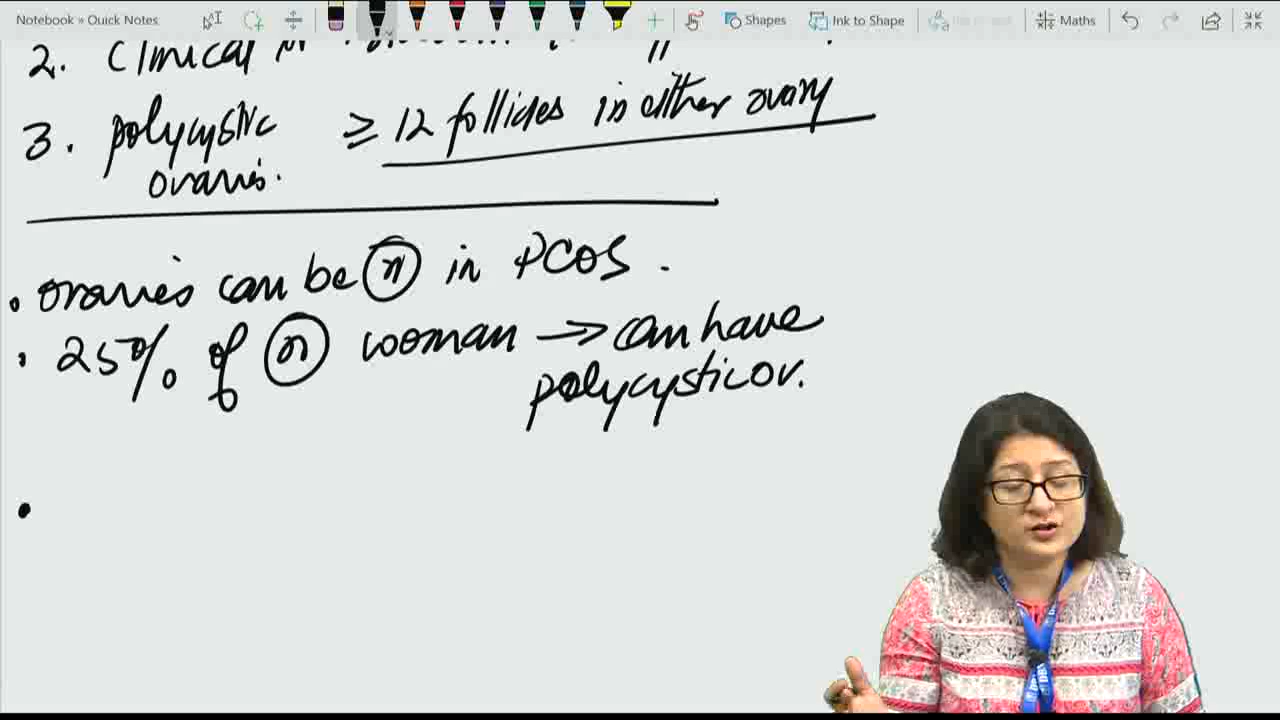 Notebook » Quick Notes
Shapes
Ink to Shape
Maths
2. Clinical
3. polycystic ≥ 12 follicles in either ovary
ovaries.
• ovaries can be n in PCOS.
• 25% of n woman → can have
polycystic ov.
•